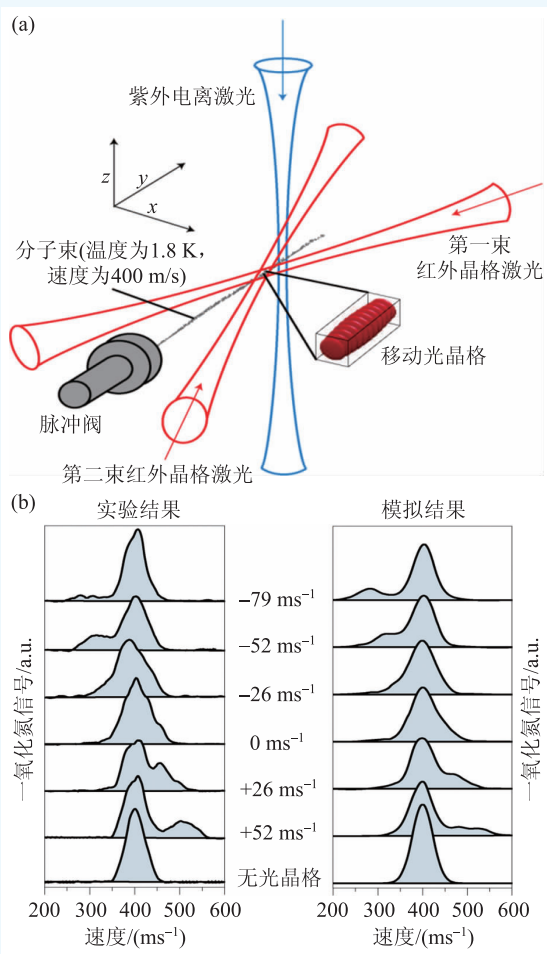 (a)
紫外电离激光
z
y
x
分子束(温度为1.8 K，
速度为400 m/s)
第一束
红外晶格激光
移动光晶格
脉冲阀
第二束红外晶格激光
(b)
实验结果
模拟结果
一氧化氮信号/a.u.
−79 ms⁻¹
−52 ms⁻¹
−26 ms⁻¹
0 ms⁻¹
+26 ms⁻¹
+52 ms⁻¹
无光晶格
一氧化氮信号/a.u.
200 300 400 500 600
200 300 400 500 600
速度/(ms⁻¹)
速度/(ms⁻¹)